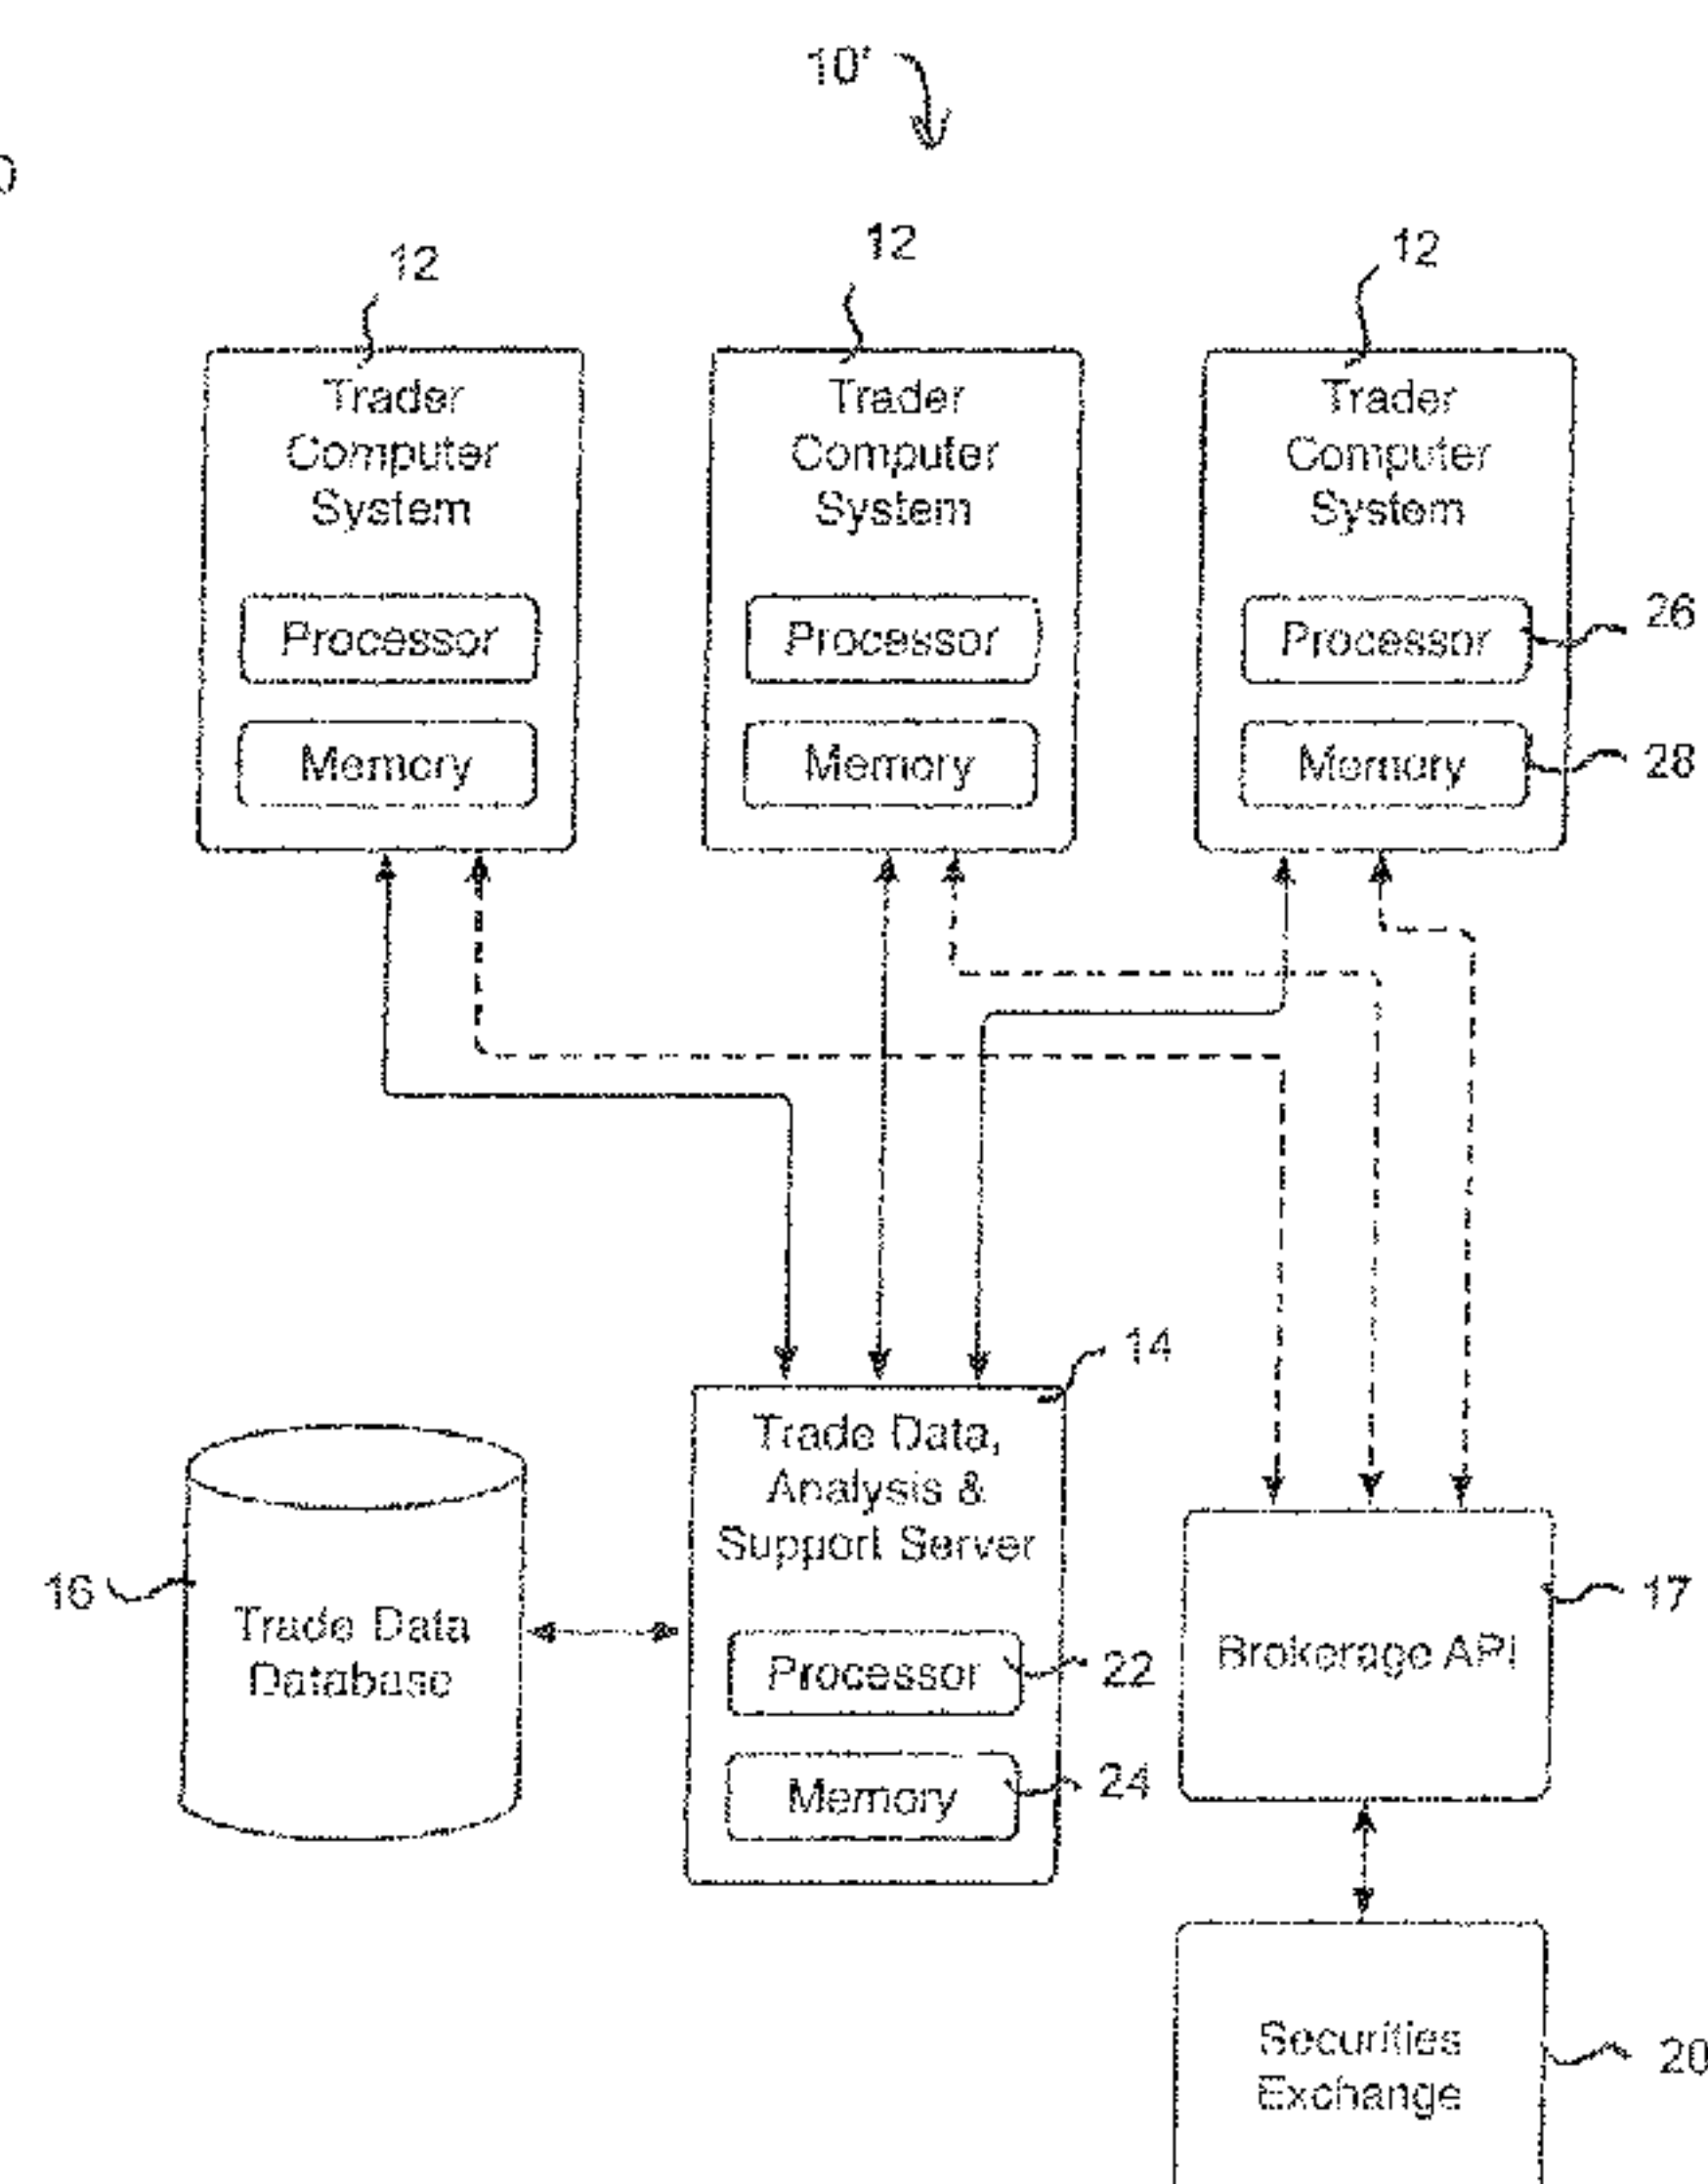 10'
12
12
12
Trader
Computer
System
Processor
Memory
Trader
Computer
System
Processor
Memory
Trader
Computer
System
Processor
26
Memory
28
14
Trade Data,
Analysis &
Support Server
Processor
22
Memory
24
16
Trade Data
Database
17
Brokerage API
Securities
Exchange
20